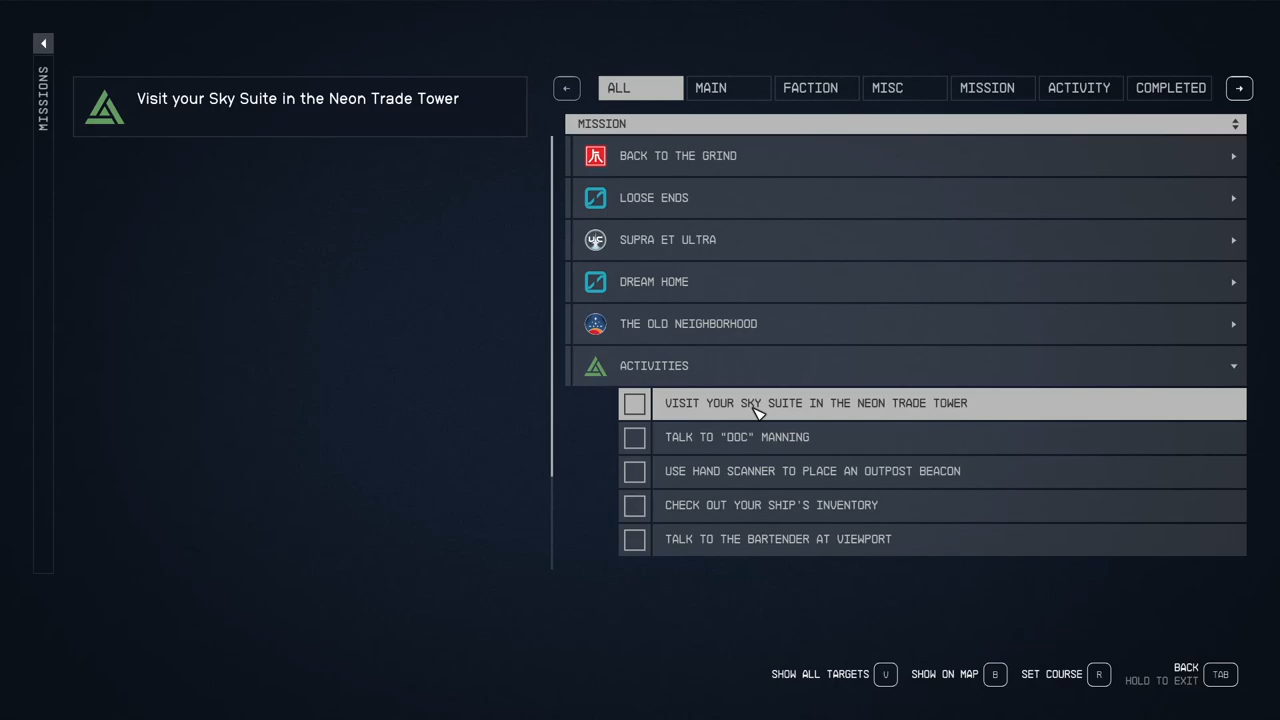 MISSIONS
Visit your Sky Suite in the Neon Trade Tower
ALL MAIN FACTION MISC MISSION ACTIVITY COMPLETED
MISSION
BACK TO THE GRIND
LOOSE ENDS
SUPRA ET ULTRA
DREAM HOME
THE OLD NEIGHBORHOOD
ACTIVITIES
VISIT YOUR SKY SUITE IN THE NEON TRADE TOWER
TALK TO "DOC" MANNING
USE HAND SCANNER TO PLACE AN OUTPOST BEACON
CHECK OUT YOUR SHIP'S INVENTORY
TALK TO THE BARTENDER AT VIEWPORT
SHOW ALL TARGETS V SHOW ON MAP B SET COURSE R BACK TAB
HOLD TO EXIT